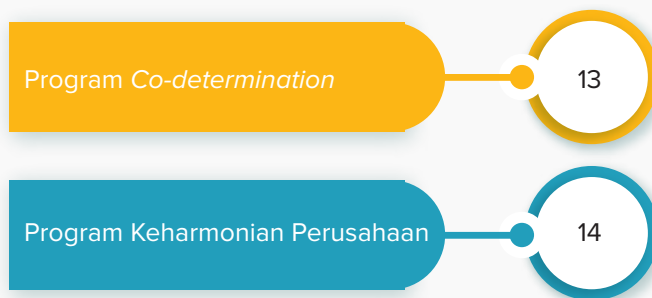 Program Co-determination
13
Program Keharmonian Perusahaan
14